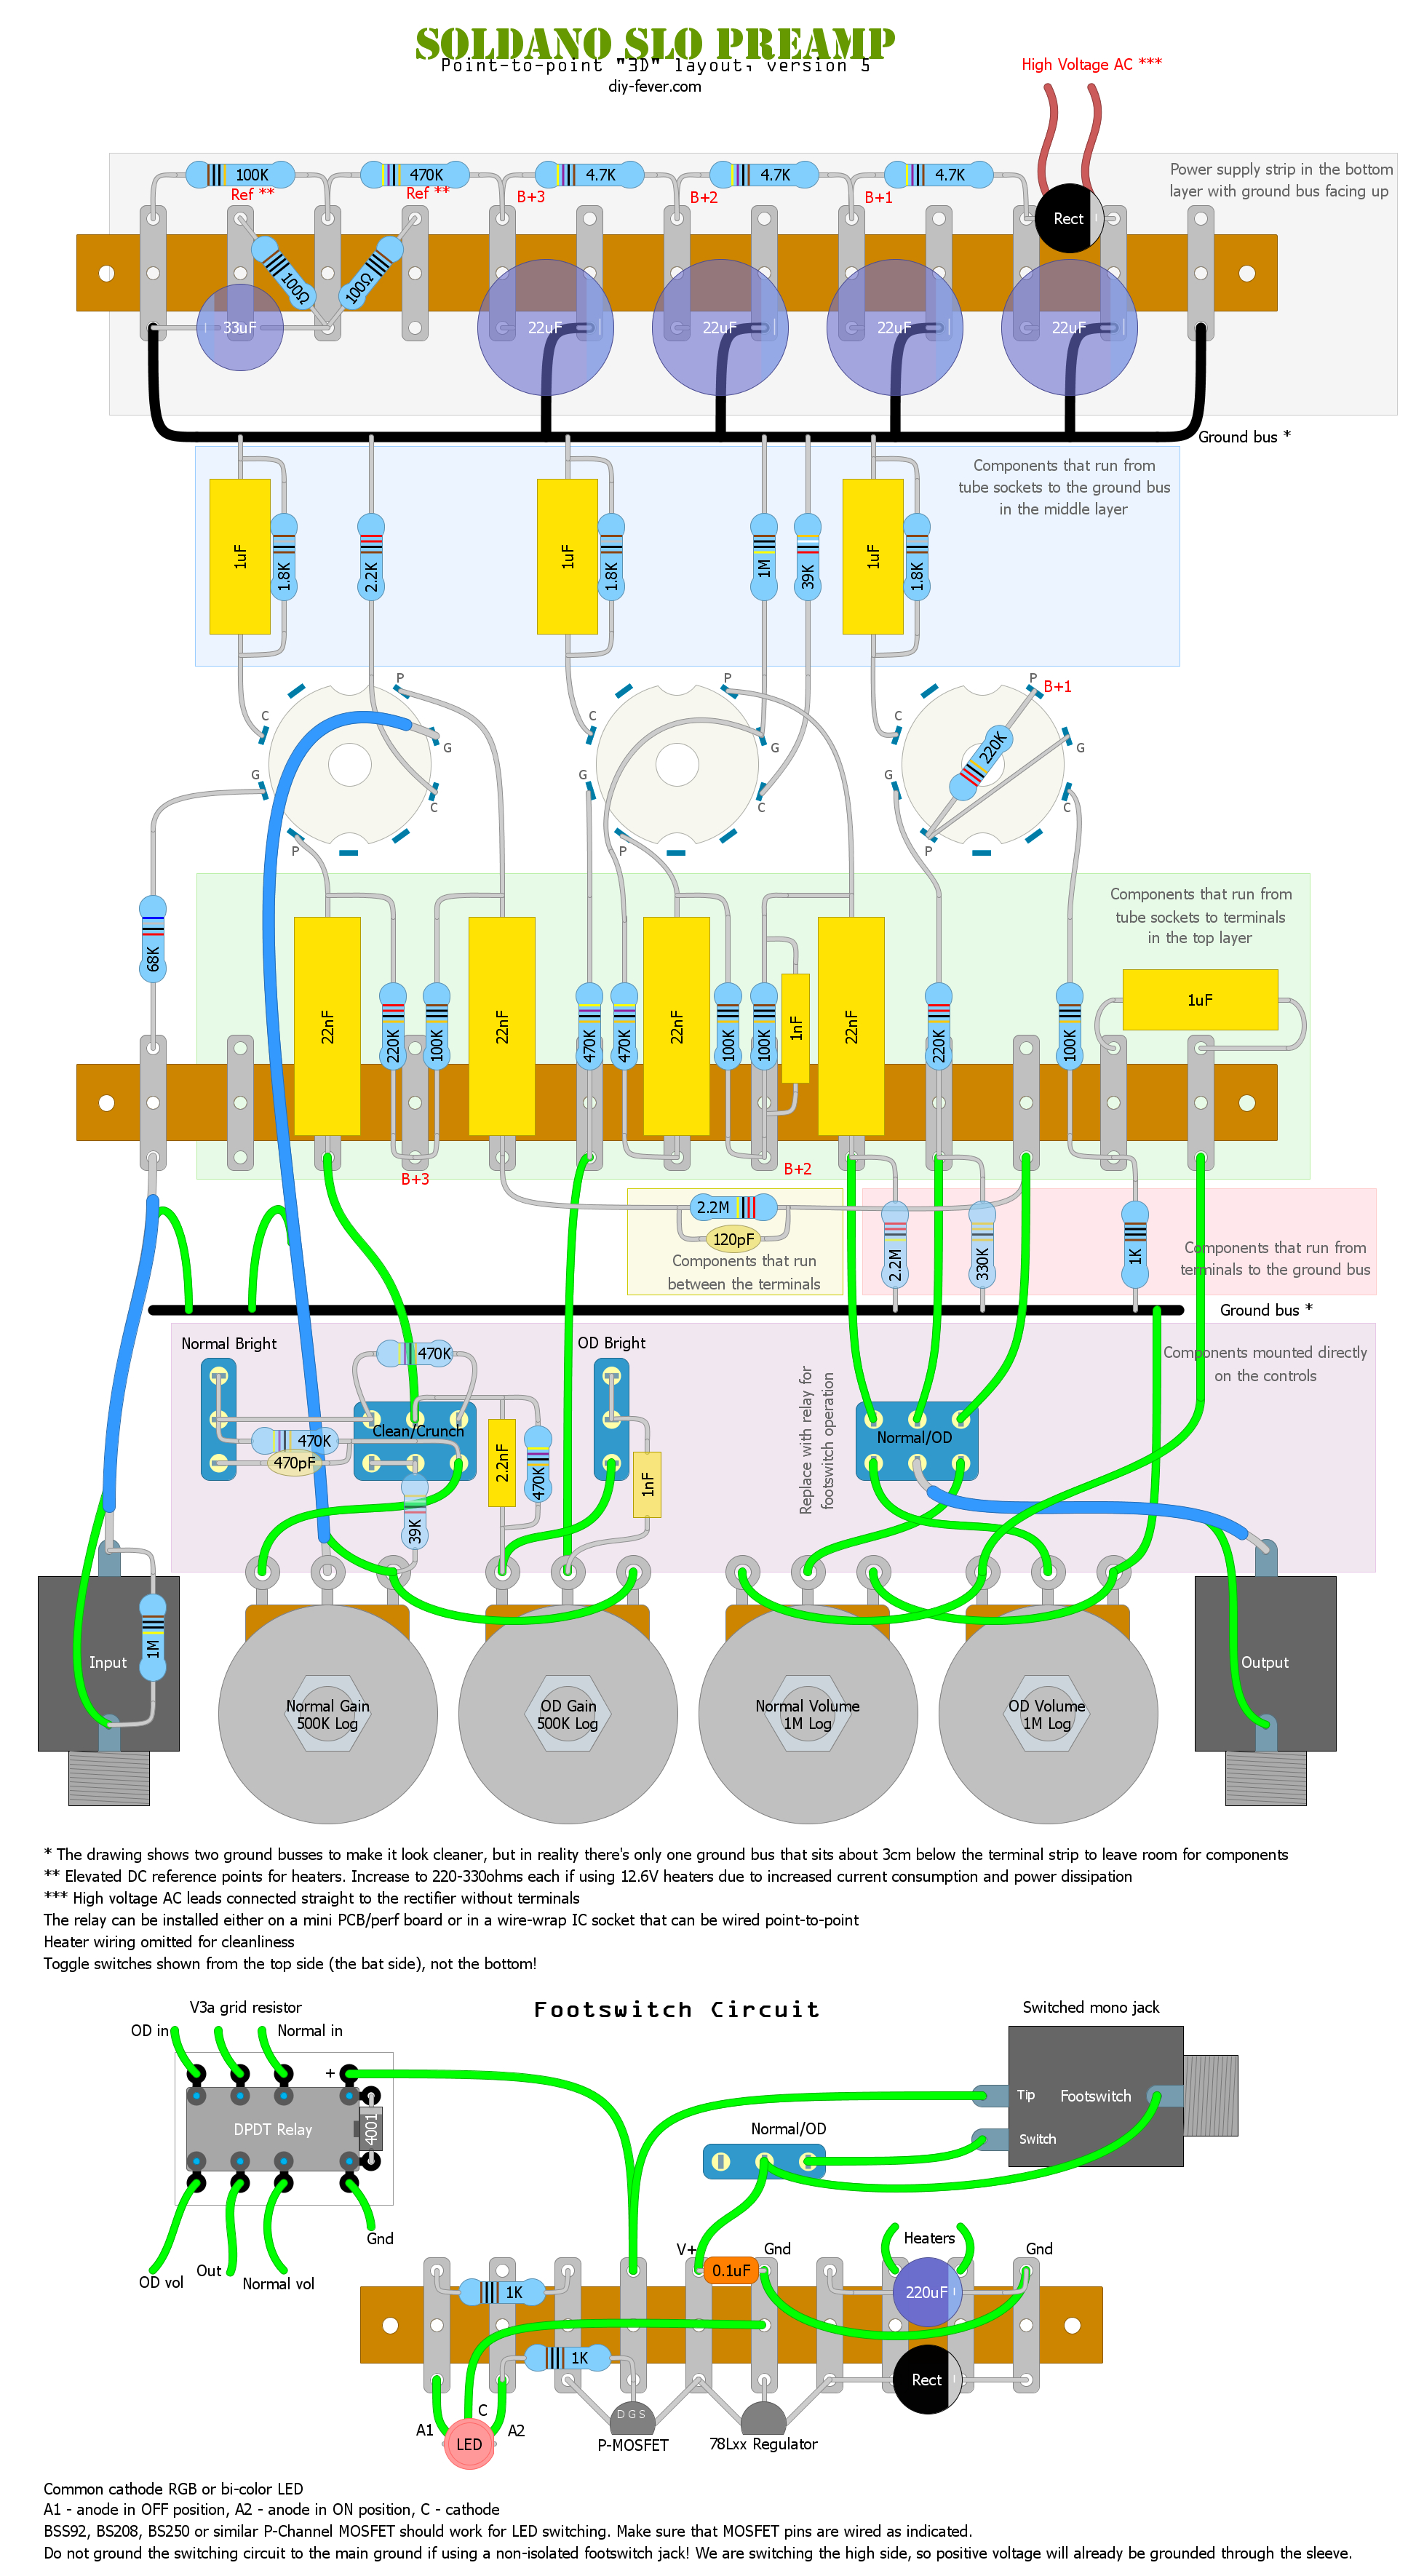 SOLDANO SLO PREAMP
Point-to-point "3D" layout, version 5
diy-fever.com
High Voltage AC ***
Power supply strip in the bottom
layer with ground bus facing up
100K
470K
4.7K
4.7K
4.7K
Ref **
Ref **
B+3
B+2
B+1
Rect
100Ω
100Ω
33uF
22uF
22uF
22uF
22uF
Ground bus *
Components that run from
tube sockets to the ground bus
in the middle layer
1uF
1.8K
2.2K
1uF
1.8K
1M
39K
1uF
1.8K
P
C
G
G
C
P
P
C
G
G
C
P
P
B+1
C
G
G
C
P
220K
Components that run from
tube sockets to terminals
in the top layer
68K
22nF
220K
100K
22nF
470K
470K
22nF
100K
100K
1nF
22nF
220K
100K
1uF
B+3
B+2
2.2M
120pF
Components that run
between the terminals
2.2M
330K
1K
Components that run from
terminals to the ground bus
Ground bus *
Normal Bright
OD Bright
Components mounted directly
on the controls
470K
Clean/Crunch
470K
470pF
39K
2.2nF
470K
1nF
Replace with relay for
footswitch operation
Normal/OD
1M
Input
Output
Normal Gain
500K Log
OD Gain
500K Log
Normal Volume
1M Log
OD Volume
1M Log
* The drawing shows two ground busses to make it look cleaner, but in reality there's only one ground bus that sits about 3cm below the terminal strip to leave room for components
** Elevated DC reference points for heaters. Increase to 220-330ohms each if using 12.6V heaters due to increased current consumption and power dissipation
*** High voltage AC leads connected straight to the rectifier without terminals
The relay can be installed either on a mini PCB/perf board or in a wire-wrap IC socket that can be wired point-to-point
Heater wiring omitted for cleanliness
Toggle switches shown from the top side (the bat side), not the bottom!
Footswitch Circuit
V3a grid resistor
OD in
Normal in
+
DPDT Relay
4001
Gnd
OD vol
Out
Normal vol
Switched mono jack
Tip
Footswitch
Switch
Normal/OD
V+
0.1uF
Gnd
Heaters
220uF
Gnd
1K
1K
Rect
A1
C
A2
LED
D G S
P-MOSFET
78Lxx Regulator
Common cathode RGB or bi-color LED
A1 - anode in OFF position, A2 - anode in ON position, C - cathode
BSS92, BS208, BS250 or similar P-Channel MOSFET should work for LED switching. Make sure that MOSFET pins are wired as indicated.
Do not ground the switching circuit to the main ground if using a non-isolated footswitch jack! We are switching the high side, so positive voltage will already be grounded through the sleeve.